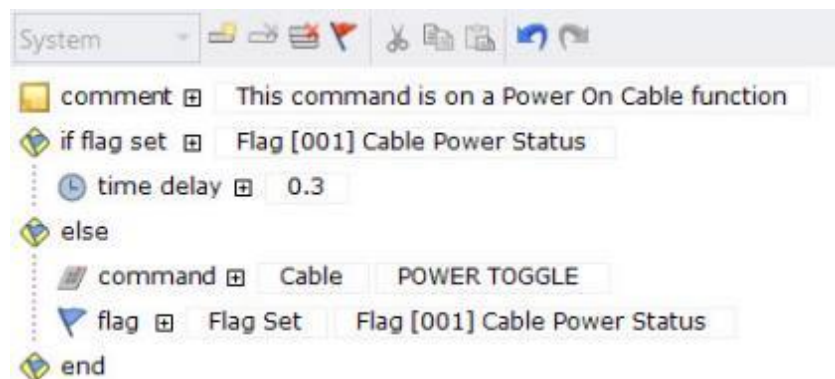 System
comment This command is on a Power On Cable function
if flag set Flag [001] Cable Power Status
time delay 0.3
else
command Cable POWER TOGGLE
flag Flag Set Flag [001] Cable Power Status
end